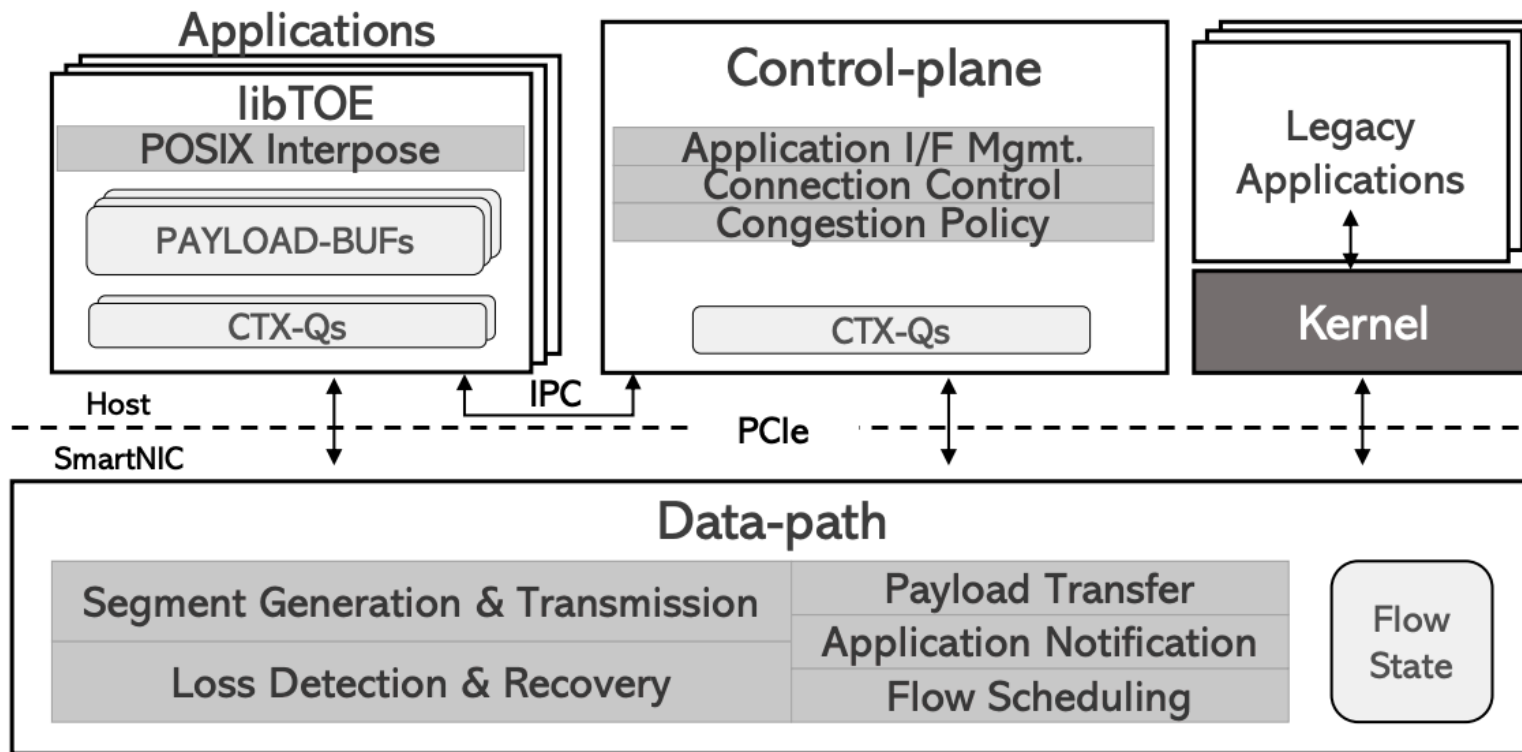 Applications
libTOE
POSIX Interpose
PAYLOAD-BUFs
CTX-Qs
Control-plane
Application I/F Mgmt.
Connection Control
Congestion Policy
CTX-Qs
Legacy
Applications
Kernel
Host
IPC
PCIe
SmartNIC
Data-path
Segment Generation & Transmission
Loss Detection & Recovery
Payload Transfer
Application Notification
Flow Scheduling
Flow
State